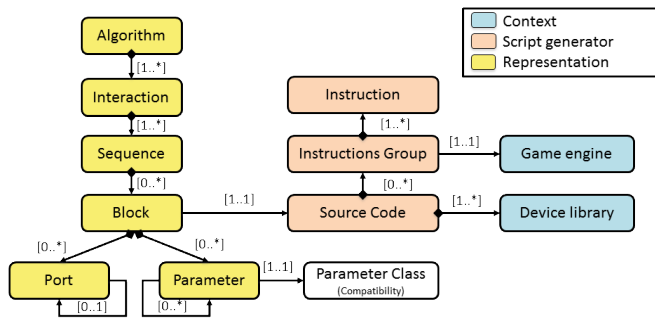 Algorithm
Context
Script generator
Representation
[1..*]
Interaction
Instruction
[1..*]
[1..*]
Sequence
Instructions Group
[1..1]
Game engine
[0..*]
[0..*]
Block
[1..1]
Source Code
[1..*]
Device library
[0..*]
[0..*]
Port
Parameter
[1..1]
Parameter Class
(Compatibility)
[0..1]
[0..*]